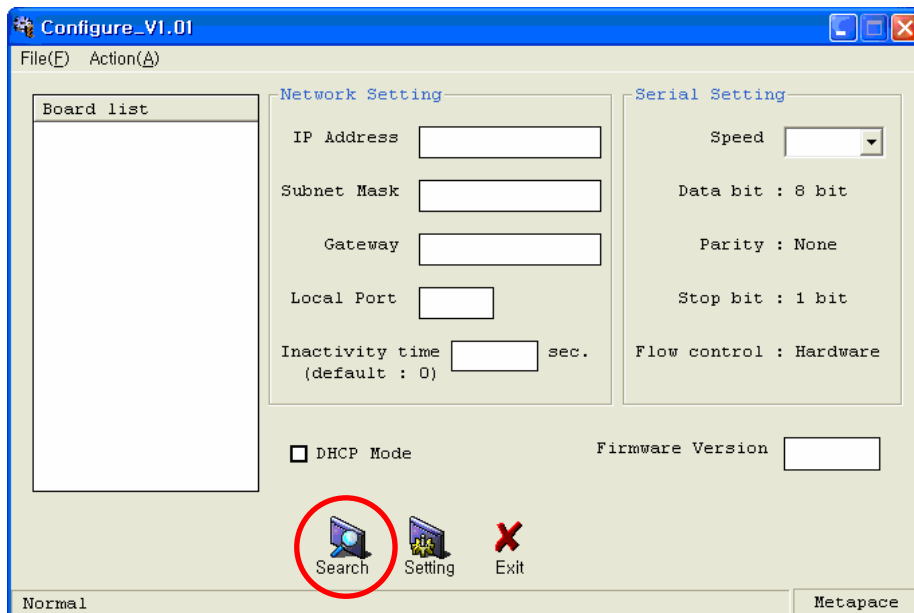 Configure_V1.01
File(F) Action(A)
Board list
Network Setting
IP Address
Subnet Mask
Gateway
Local Port
Inactivity time sec.
(default : 0)
Serial Setting
Speed
Data bit : 8 bit
Parity : None
Stop bit : 1 bit
Flow control : Hardware
DHCP Mode
Firmware Version
Search Setting Exit
Normal Metapace